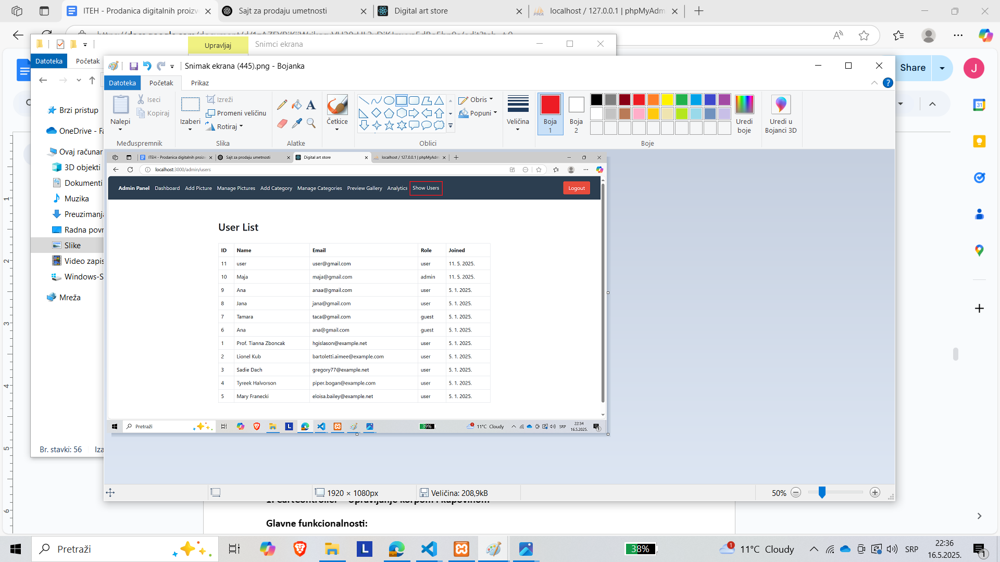 ITEH - Prodanica digitalnih proizv
Sajt za prodaju umetnosti
Digital art store
localhost / 127.0.0.1 | phpMyAdm
Upravljaj
Snimci ekrana
Datoteka
Početak
Snimak ekrana (445).png - Bojanka
Share
J
Datoteka
Početak
Prikaz
Nalepi
Iseci
Kopiraj
Međuspremnik
Izaberi
Izreži
Promeni veličinu
Rotiraj
Slika
Alatke
Četkice
Oblici
Obris
Popuni
Veličina
Boja
1
Boja
2
Boje
Uredi
boje
Uredi u
Bojanci 3D
Brzi pristup
OneDrive - Fa
Ovaj računar
3D objekti
Dokumenti
Muzika
Preuzimanja
Radna povr
Slike
Video zapis
Windows-S
Mreža
Br. stavki: 56
Iza
ITEH - Prodanica digitalnih proizv
Sajt za prodaju umetnosti
Digital art store
localhost / 127.0.0.1 | phpMyAdm
localhost:3000/admin/users
Admin Panel Dashboard Add Picture Manage Pictures Add Category Manage Categories Preview Gallery Analytics Show Users Logout
User List
ID Name Email Role Joined
11 user user@gmail.com user 11. 5. 2025.
10 Maja maja@gmail.com admin 11. 5. 2025.
9 Ana anaa@gmail.com user 5. 1. 2025.
8 Jana jana@gmail.com user 5. 1. 2025.
7 Tamara taca@gmail.com guest 5. 1. 2025.
6 Ana ana@gmail.com guest 5. 1. 2025.
1 Prof. Tianna Zboncak hgislason@example.net user 5. 1. 2025.
2 Lionel Kub bartoletti.aimee@example.com user 5. 1. 2025.
3 Sadie Dach gregory77@example.net user 5. 1. 2025.
4 Tyreek Halvorson piper.bogan@example.com user 5. 1. 2025.
5 Mary Franecki eloisa.bailey@example.net user 5. 1. 2025.
Pretraži
39%
11°C Cloudy
SRP
22:34
16.5.2025.
1920 × 1080px
Veličina: 208,9kB
50%
Glavne funkcionalnosti:
Pretraži
38%
11°C Cloudy
SRP
22:36
16.5.2025.